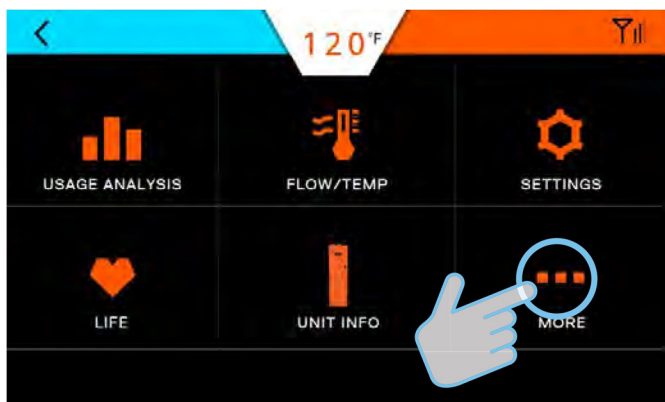 120°F
USAGE ANALYSIS
FLOW/TEMP
SETTINGS
LIFE
UNIT INFO
MORE